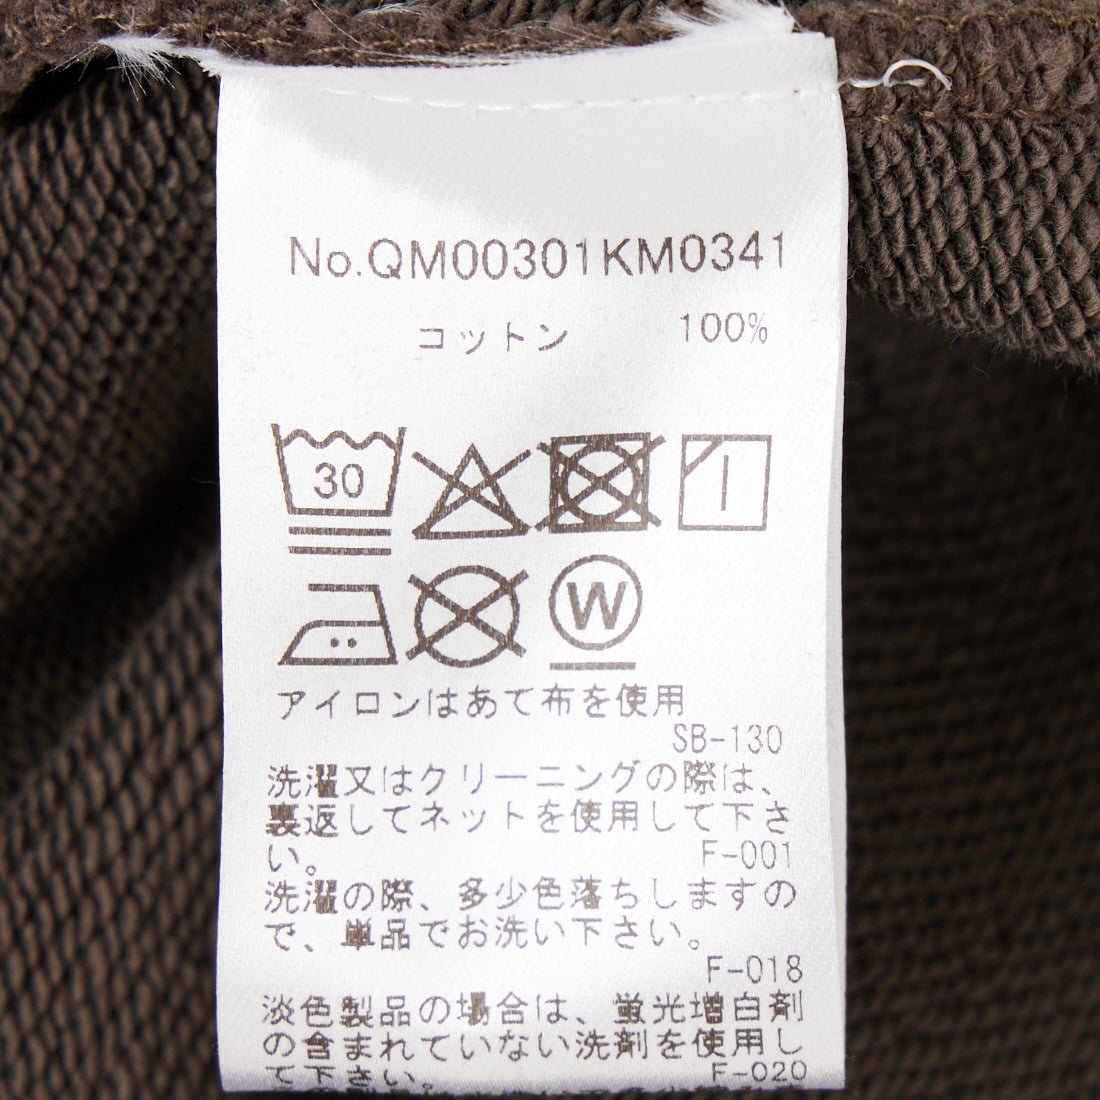 No.QM00301KM0341
コットン 100%
30
W
アイロンはあて布を使用
SB-130
洗濯又はクリーニングの際は、
裏返してネットを使用して下さ
い。 F-001
洗濯の際、多少色落ちしますの
で、単品でお洗い下さい。
F-018
淡色製品の場合は、蛍光増白剤
の含まれていない洗剤を使用し
て下さい。 F-020